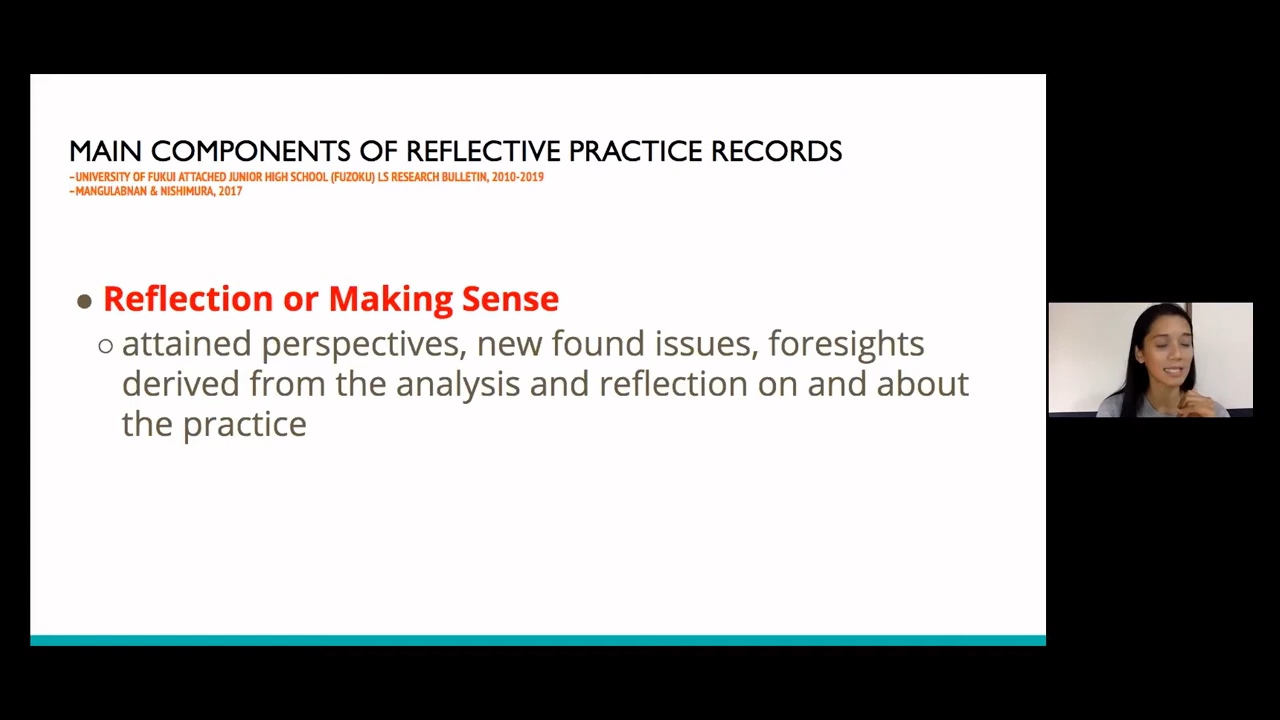 MAIN COMPONENTS OF REFLECTIVE PRACTICE RECORDS
–UNIVERSITY OF FUKUI ATTACHED JUNIOR HIGH SCHOOL (FUZOKU) LS RESEARCH BULLETIN, 2010-2019
–MANGULABNAN & NISHIMURA, 2017
● Reflection or Making Sense
○ attained perspectives, new found issues, foresights
derived from the analysis and reflection on and about
the practice